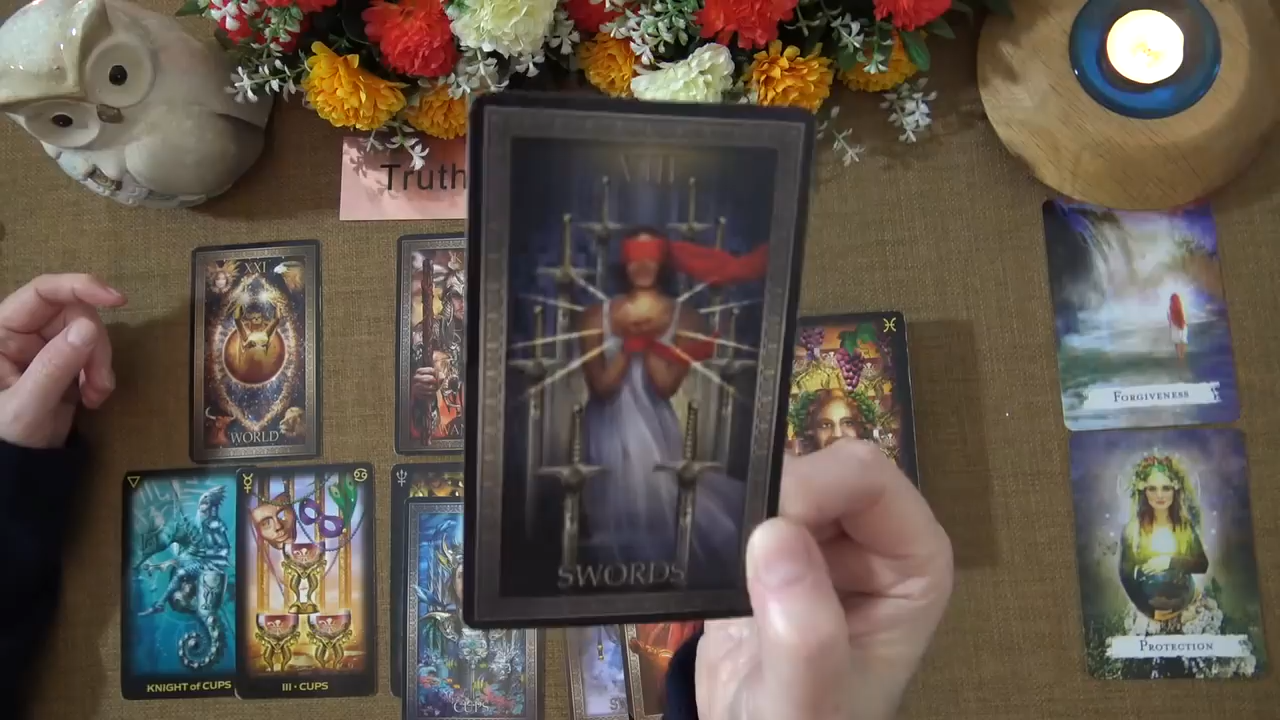 Truth
XXI
WORLD
VIII
SWORDS
FORGIVENESS
KNIGHT of CUPS
III · CUPS
CUPS
PROTECTION